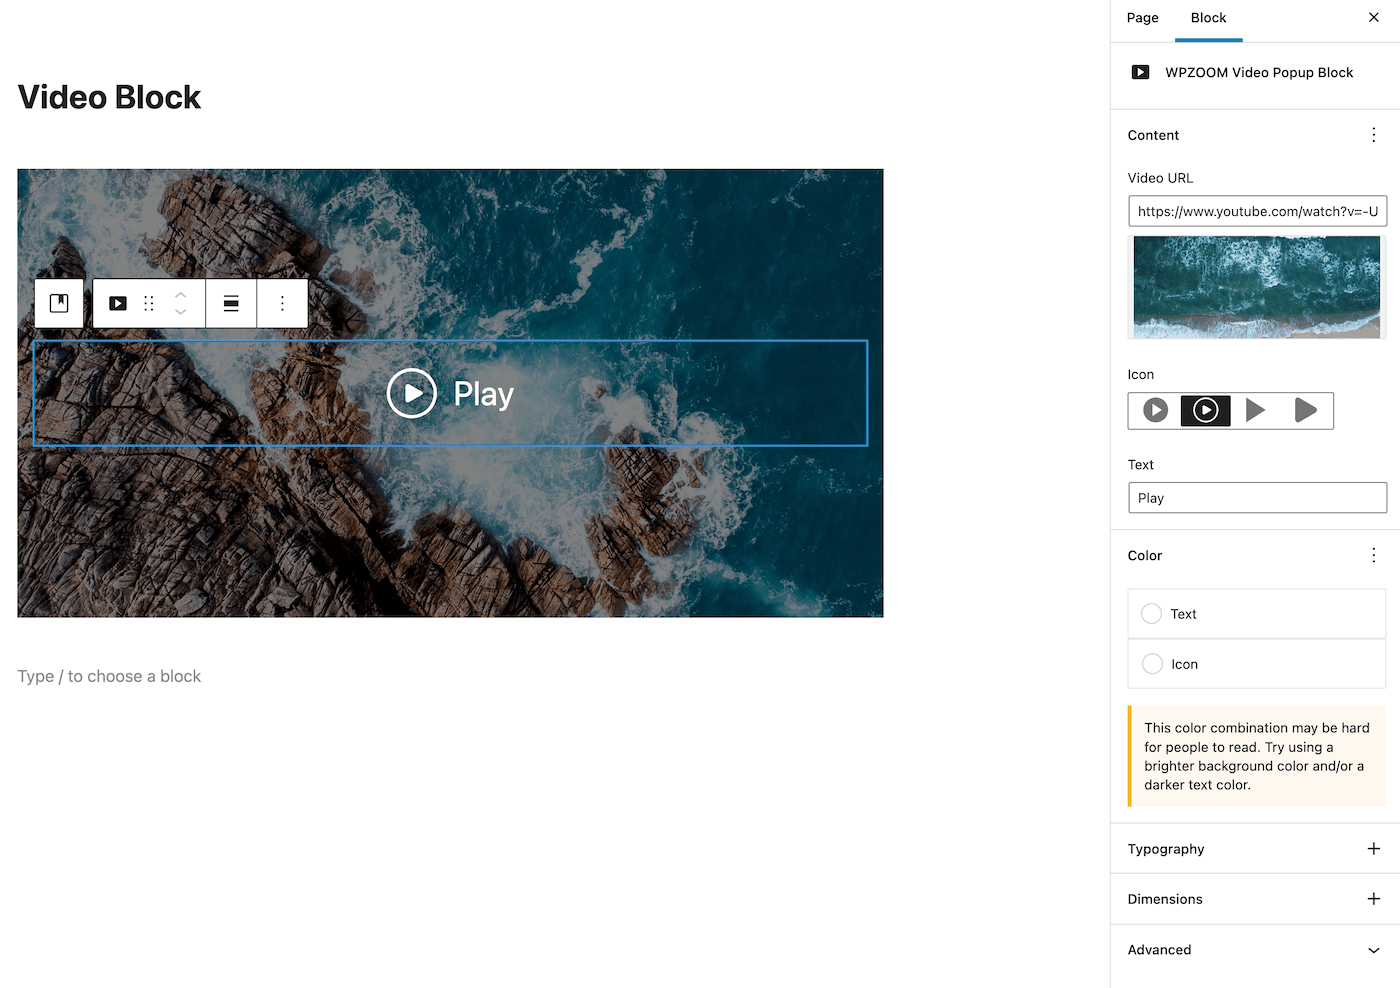 Page
Block
WPZOOM Video Popup Block
Video Block
Content
Video URL
https://www.youtube.com/watch?v=-U
Play
Icon
Text
Play
Color
Text
Icon
Type / to choose a block
This color combination may be hard
for people to read. Try using a
brighter background color and/or a
darker text color.
Typography
Dimensions
Advanced